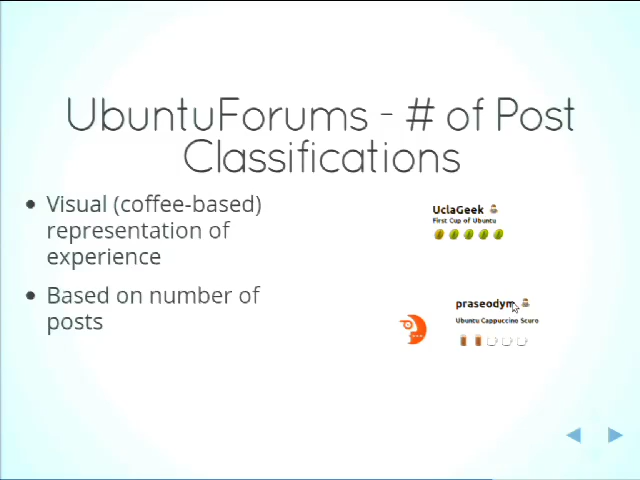 UbuntuForums - # of Post
Classifications
• Visual (coffee-based)
representation of
experience
• Based on number of
posts
UclaGeek
First Cup of Ubuntu
praseodym
Ubuntu Cappuccino Scuro